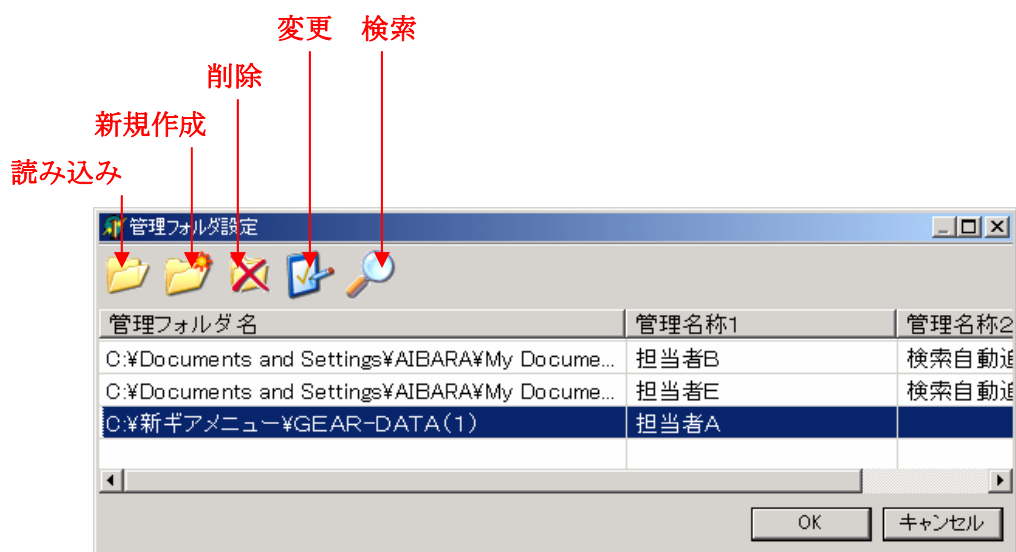 変更 検索
削除
新規作成
読み込み
管理フォルダ設定
管理フォルダ名 管理名称1 管理名称2
C:¥Documents and Settings¥AIBARA¥My Docume... 担当者B 検索自動追
C:¥Documents and Settings¥AIBARA¥My Docume... 担当者E 検索自動追
C:¥新ギアメニュー¥GEAR-DATA(1) 担当者A
OK キャンセル